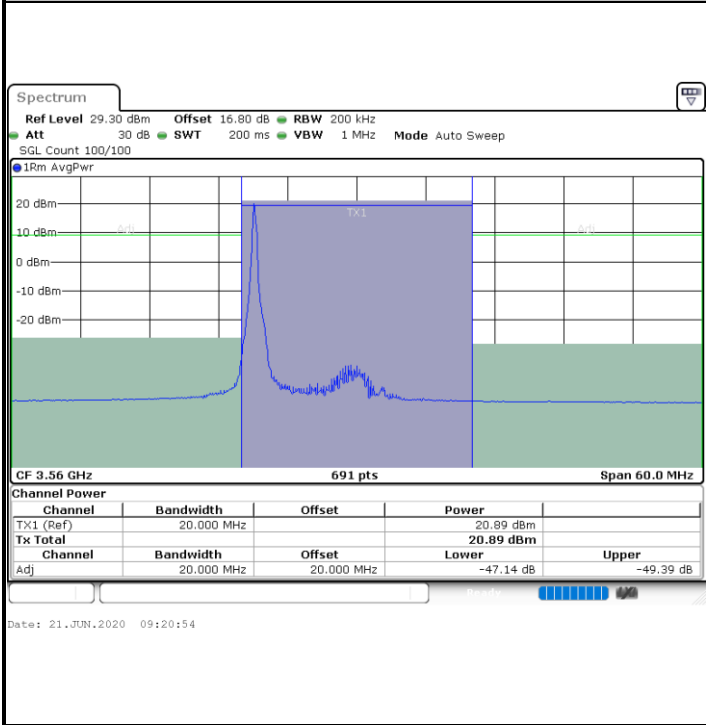 Spectrum
Ref Level 29.30 dBm Offset 16.80 dB RBW 200 kHz
Att 30 dB SWT 200 ms VBW 1 MHz Mode Auto Sweep
SGL Count 100/100
1Rm AvgPwr
20 dBm
TX1
10 dBm Adj Adj
0 dBm
-10 dBm
-20 dBm
CF 3.56 GHz 691 pts Span 60.0 MHz
Channel Power
Channel Bandwidth Offset Power
TX1 (Ref) 20.000 MHz 20.89 dBm
Tx Total 20.89 dBm
Channel Bandwidth Offset Lower Upper
Adj 20.000 MHz 20.000 MHz -47.14 dB -49.39 dB
Ready
Date: 21.JUN.2020 09:20:54